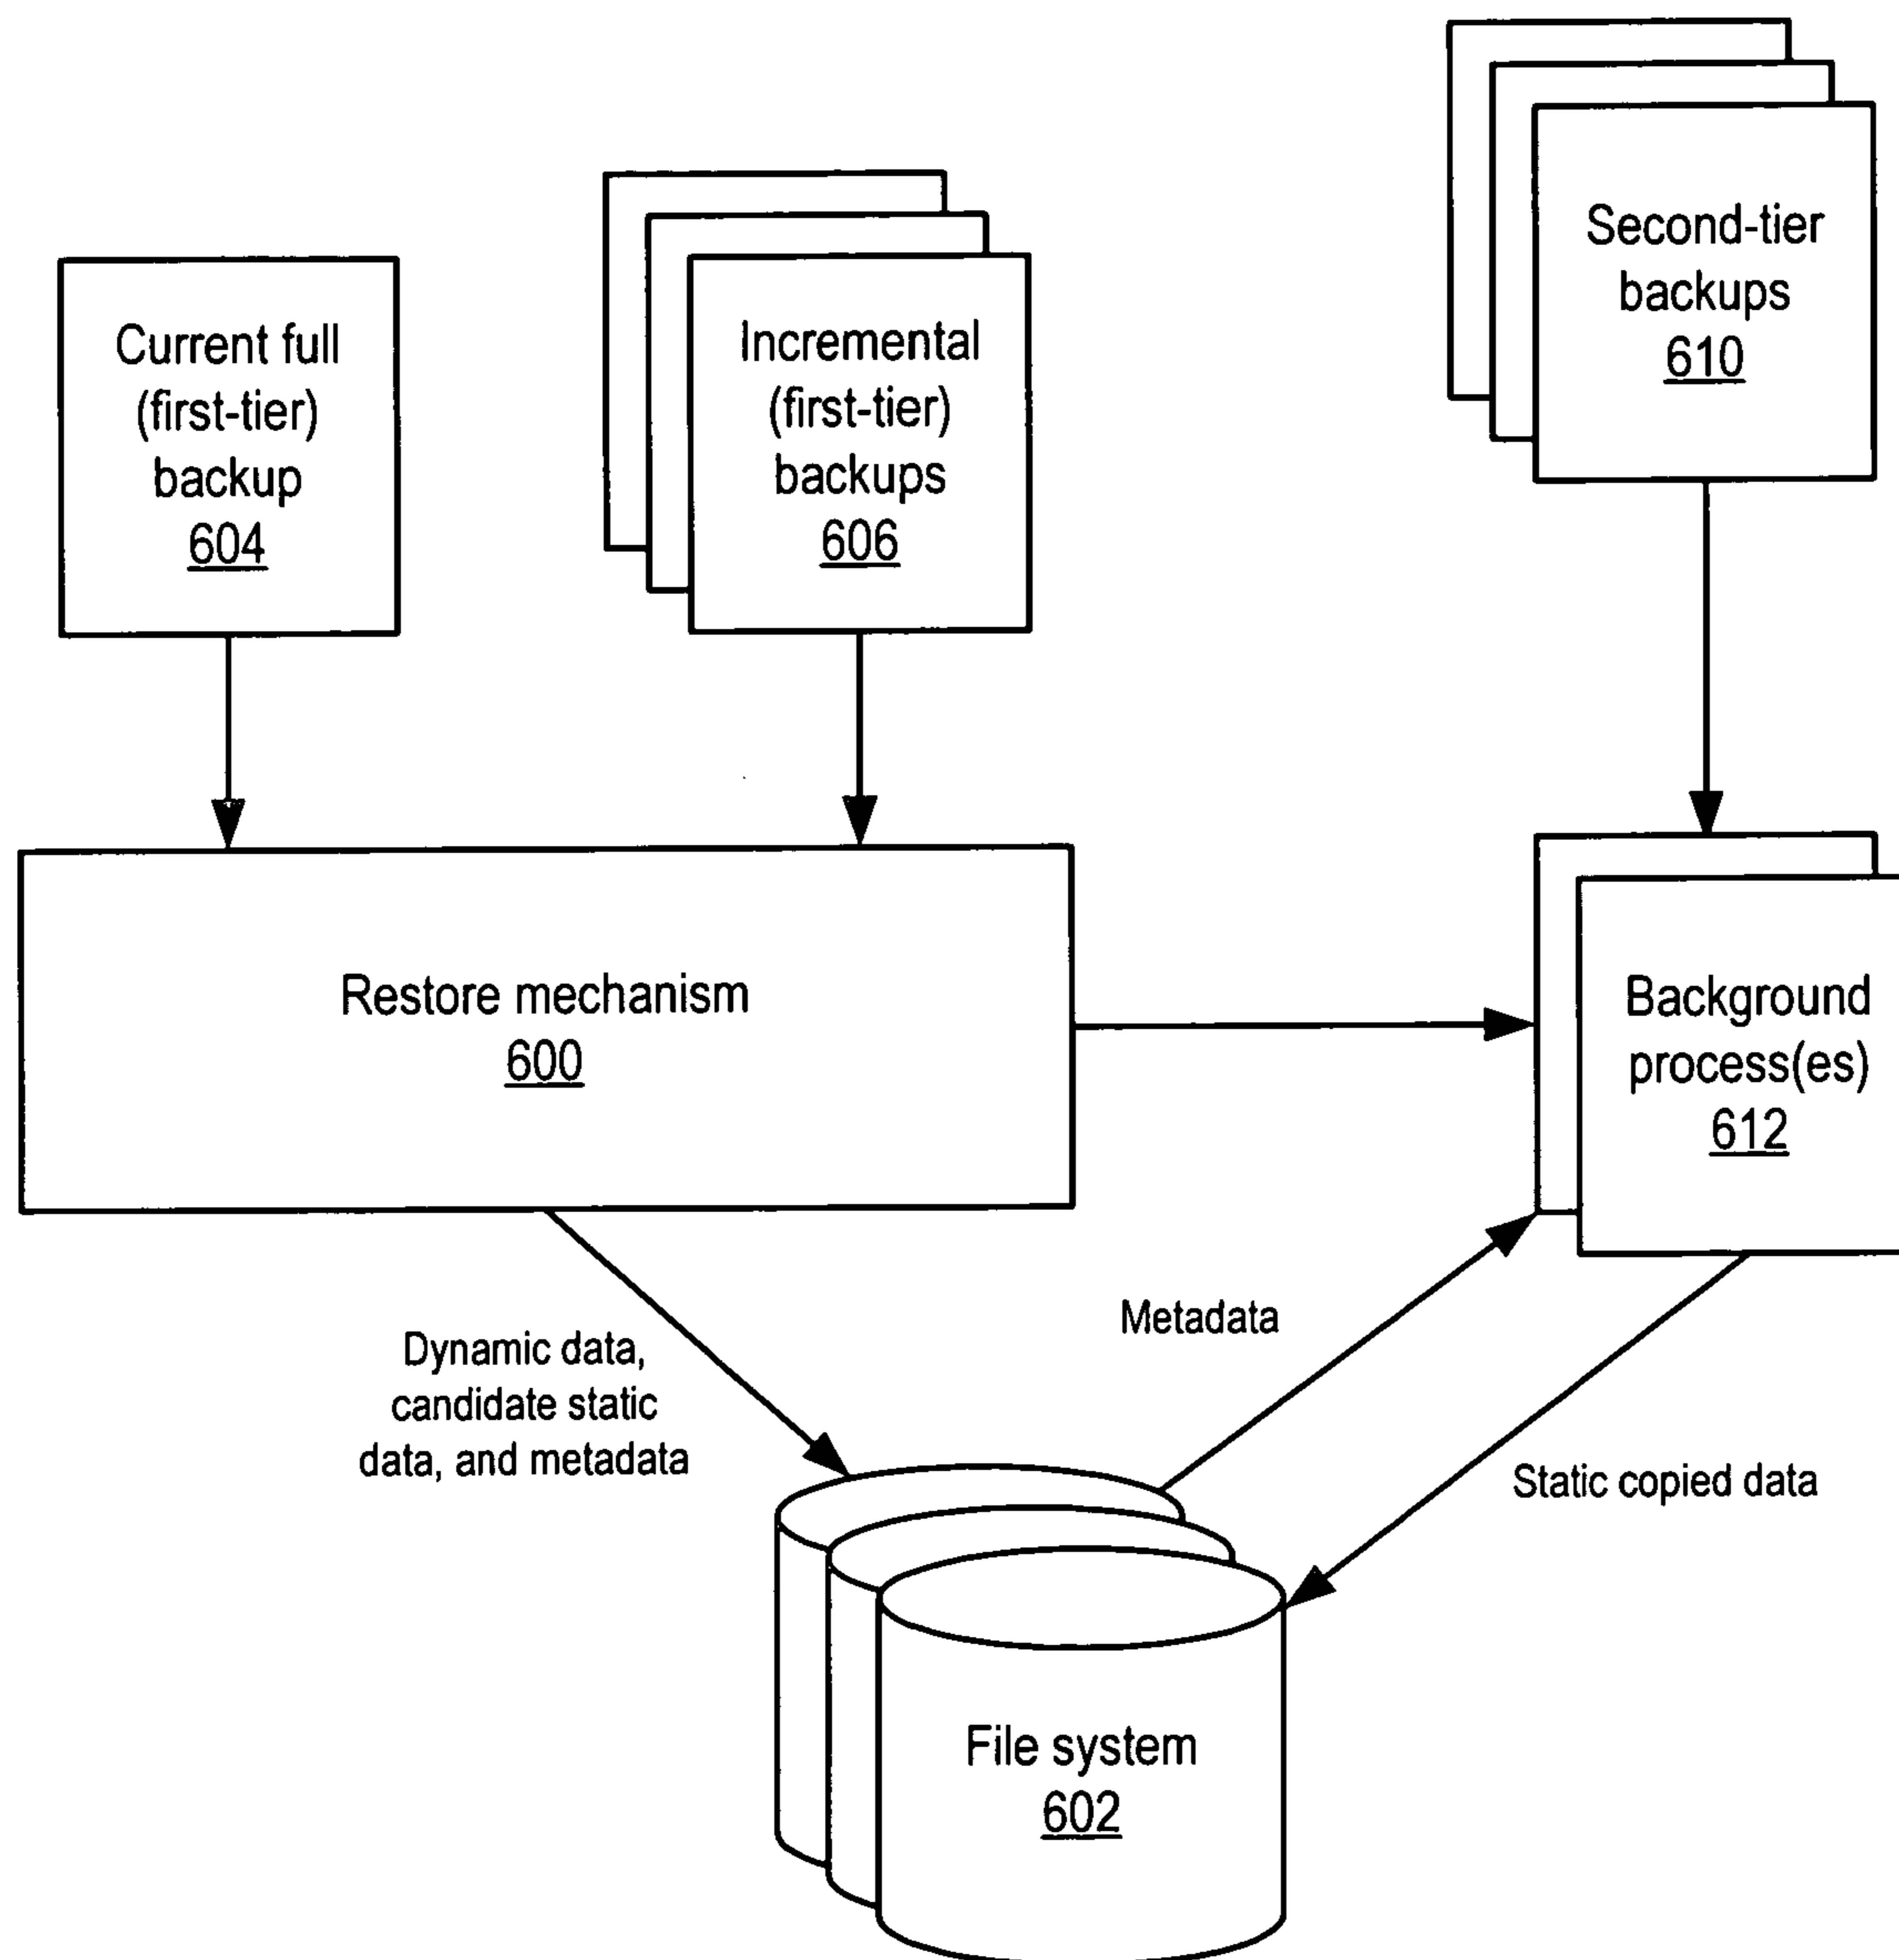 Second-tier
backups
610
Current full
(first-tier)
backup
604
Incremental
(first-tier)
backups
606
Restore mechanism
600
Background
process(es)
612
Metadata
Dynamic data,
candidate static
data, and metadata
Static copied data
File system
602